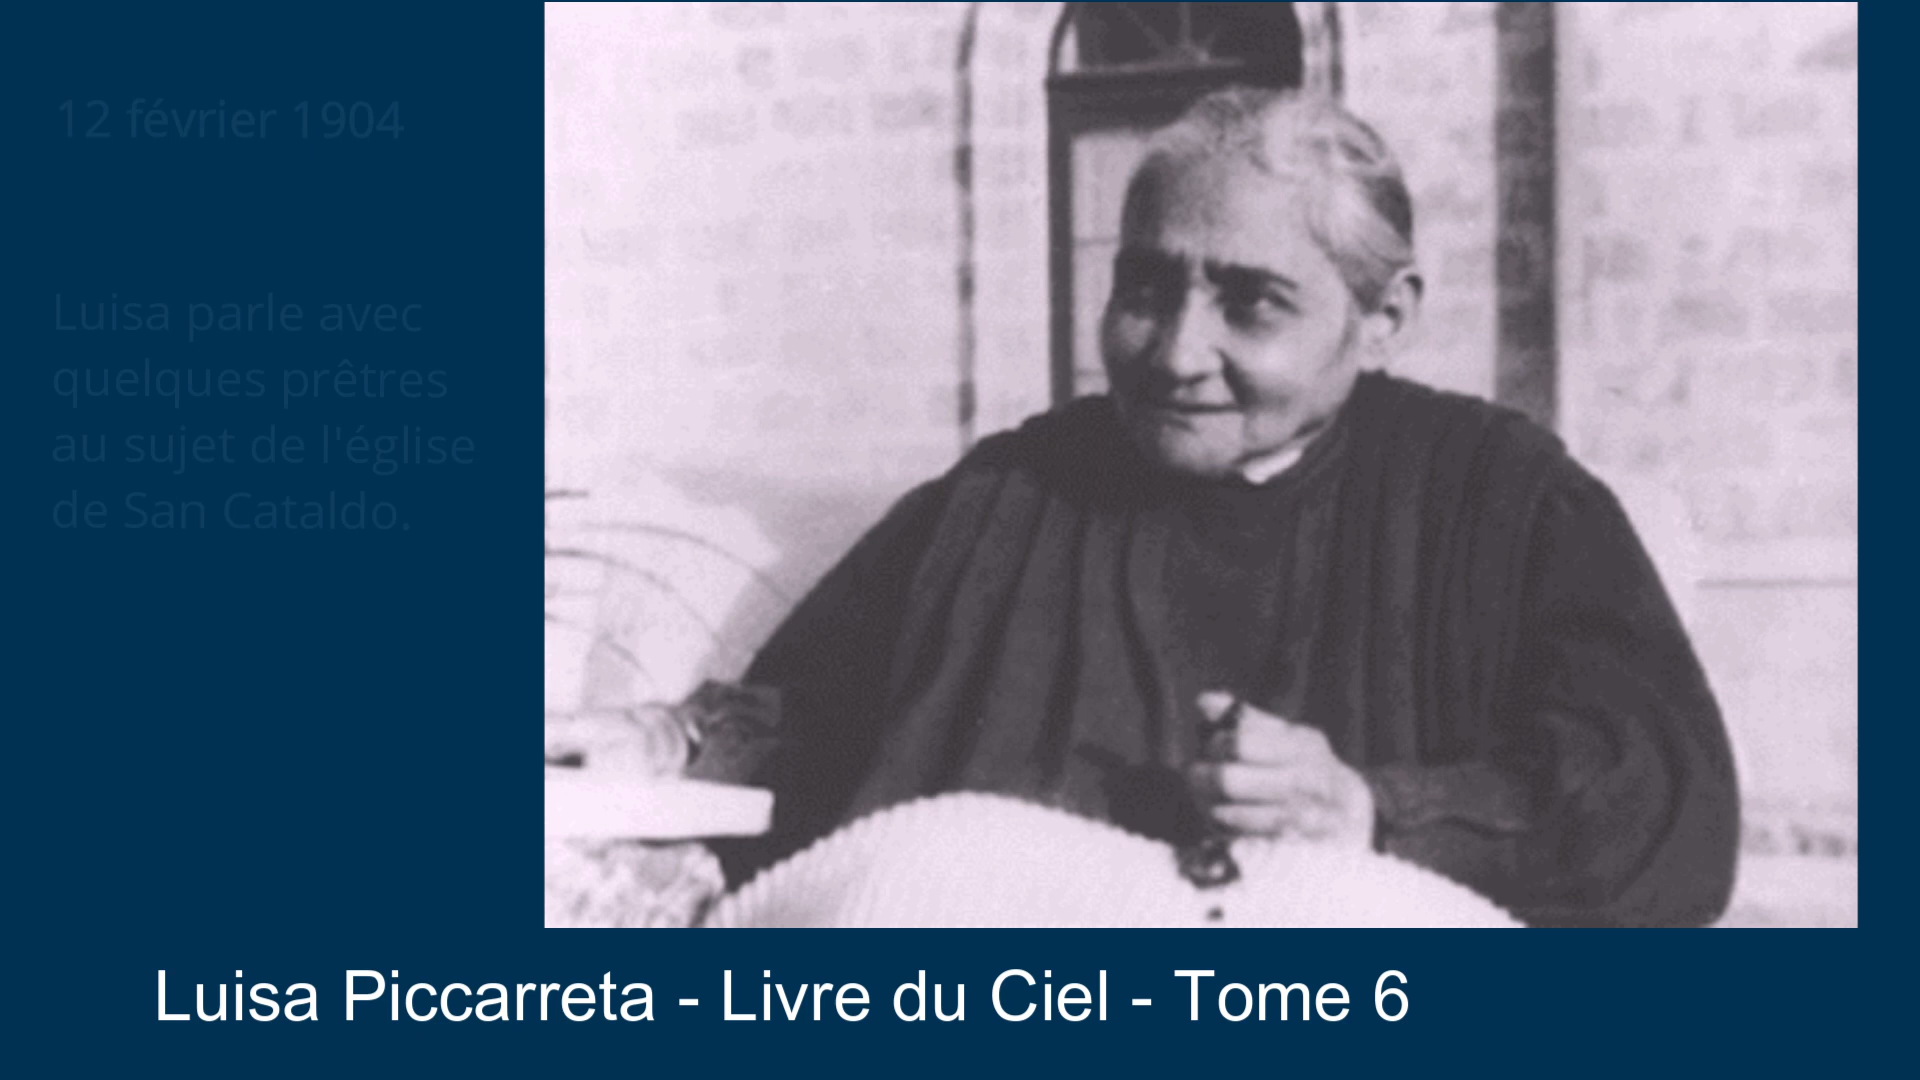 12 février 1904
Luisa parle avec
quelques prêtres
au sujet de l'église
de San Cataldo.
Luisa Piccarreta - Livre du Ciel - Tome 6